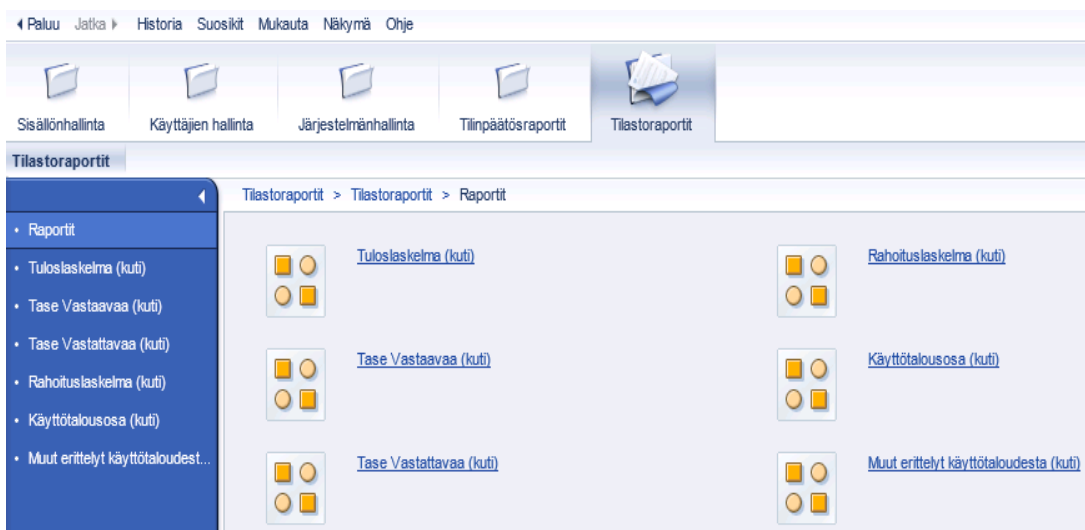 Paluu Jatka Historia Suosikit Mukauta Näkymä Ohje
Sisällönhallinta Käyttäjien hallinta Järjestelmänhallinta Tilinpäätösraportit Tilastoraportit
Tilastoraportit
Tilastoraportit > Tilastoraportit > Raportit
• Raportit
• Tuloslaskelma (kuti)
• Tase Vastaavaa (kuti)
• Tase Vastattavaa (kuti)
• Rahoituslaskelma (kuti)
• Käyttötalousosa (kuti)
• Muut erittelyt käyttötaloudest...
Tuloslaskelma (kuti)
Rahoituslaskelma (kuti)
Tase Vastaavaa (kuti)
Käyttötalousosa (kuti)
Tase Vastattavaa (kuti)
Muut erittelyt käyttötaloudesta (kuti)